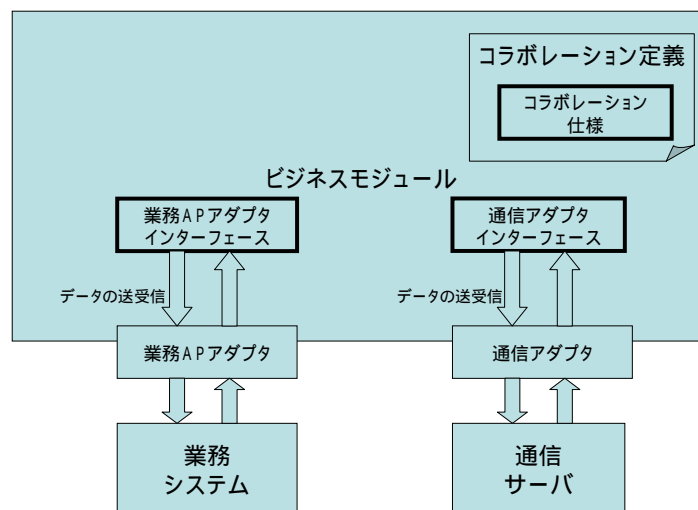 コラボレーション定義
コラボレーション
仕様
ビジネスモジュール
業務APアダプタ
インターフェース
通信アダプタ
インターフェース
データの送受信
データの送受信
業務APアダプタ
通信アダプタ
業務
システム
通信
サーバ